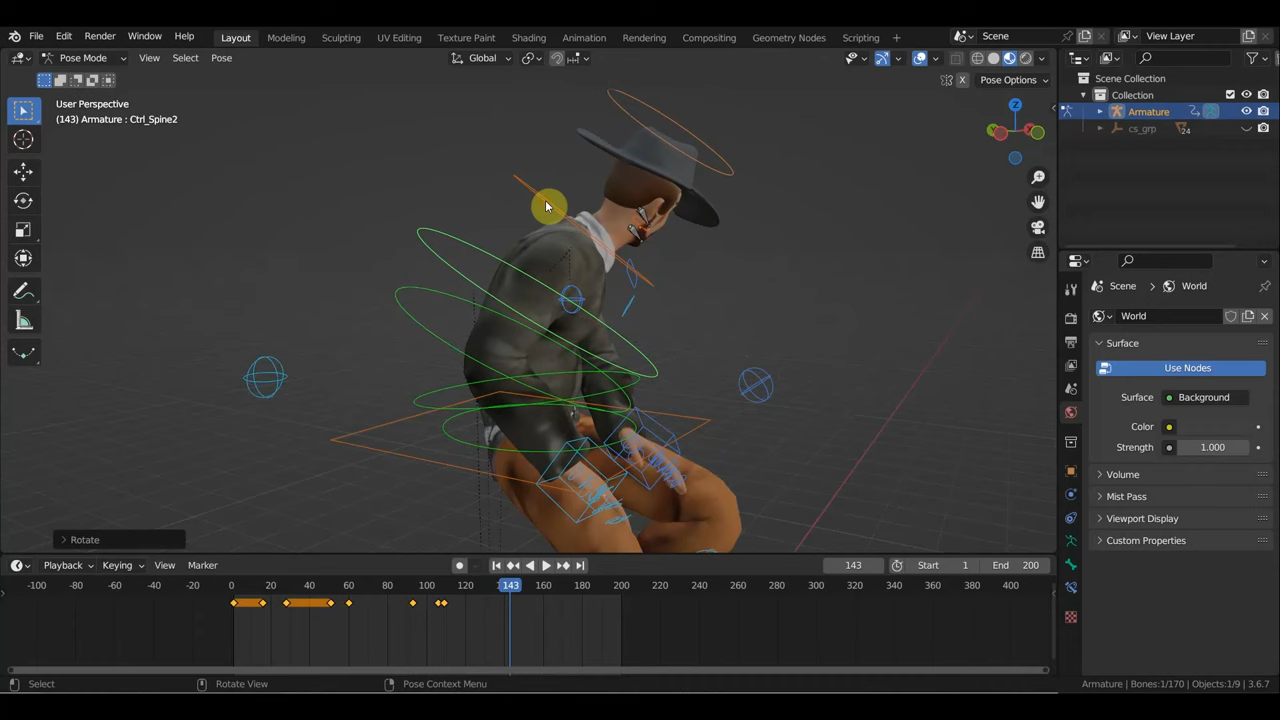 File Edit Render Window Help Layout Modeling Sculpting UV Editing Texture Paint Shading Animation Rendering Compositing Geometry Nodes Scripting + Scene View Layer
Pose Mode View Select Pose Global
X Pose Options
User Perspective
(143) Armature : Ctrl_Spine2
Z
Scene Collection
Collection
Armature
cs_grp 24
Scene World
World
Surface
Use Nodes
Surface Background
Color
Strength 1.000
Volume
Mist Pass
Viewport Display
Custom Properties
Rotate
Playback Keying View Marker 143 Start 1 End 200
-100 -80 -60 -40 -20 0 20 40 60 80 100 120 143 160 180 200 220 240 260 280 300 320 340 360 380 400
Select Rotate View Pose Context Menu Armature | Bones:1/170 | Objects:1/9 | 3.6.7